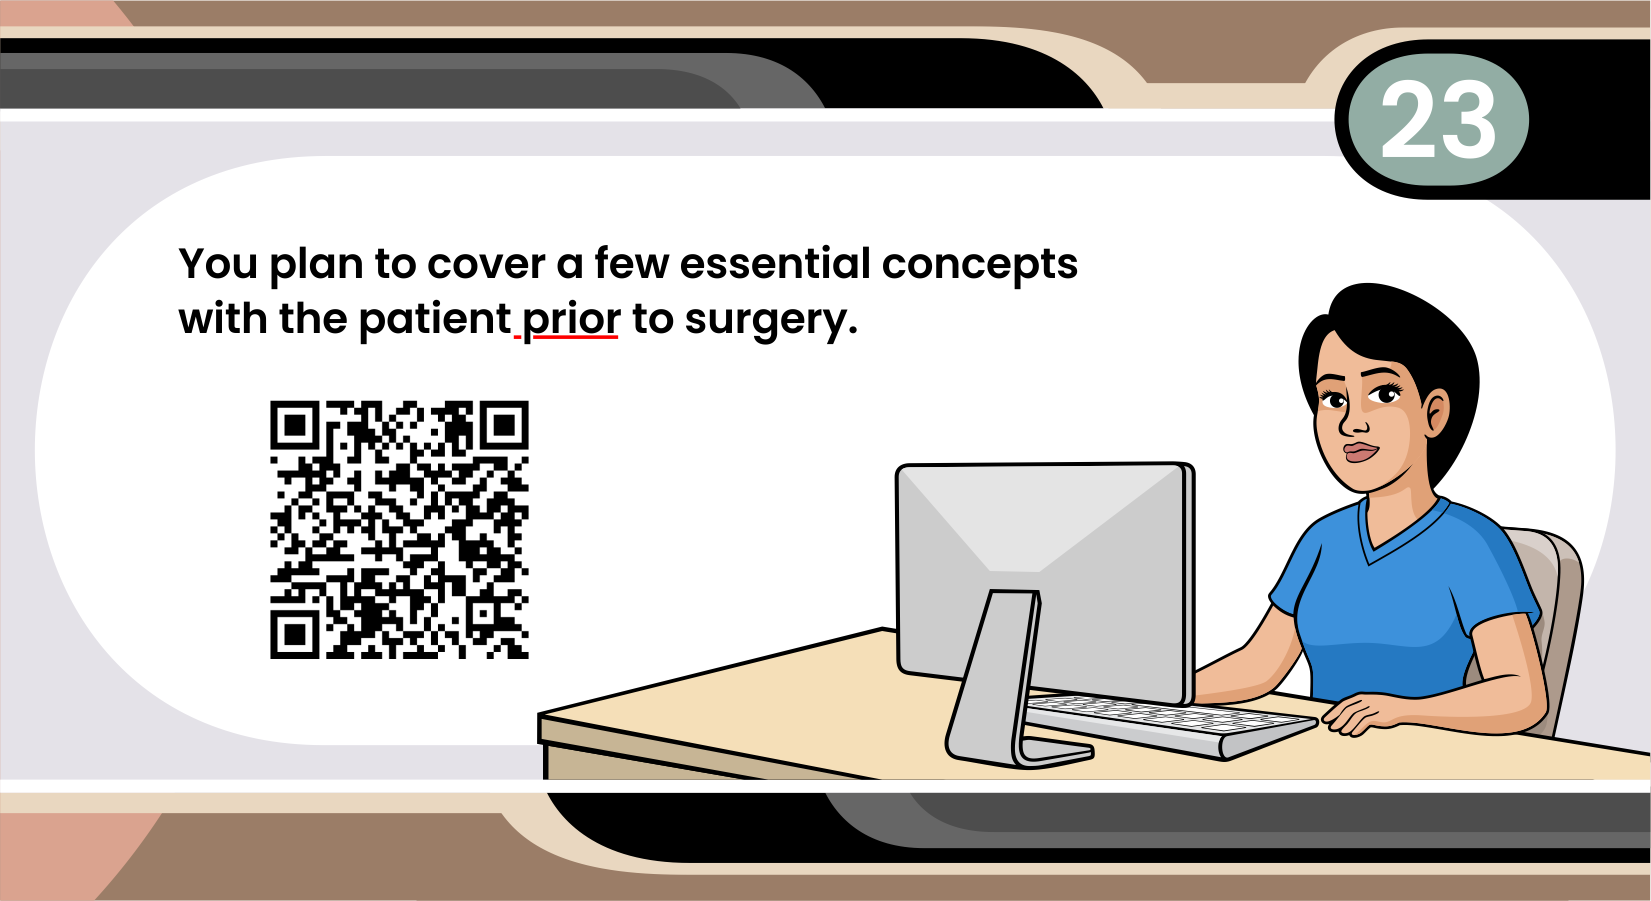 23
You plan to cover a few essential concepts
with the patient prior to surgery.